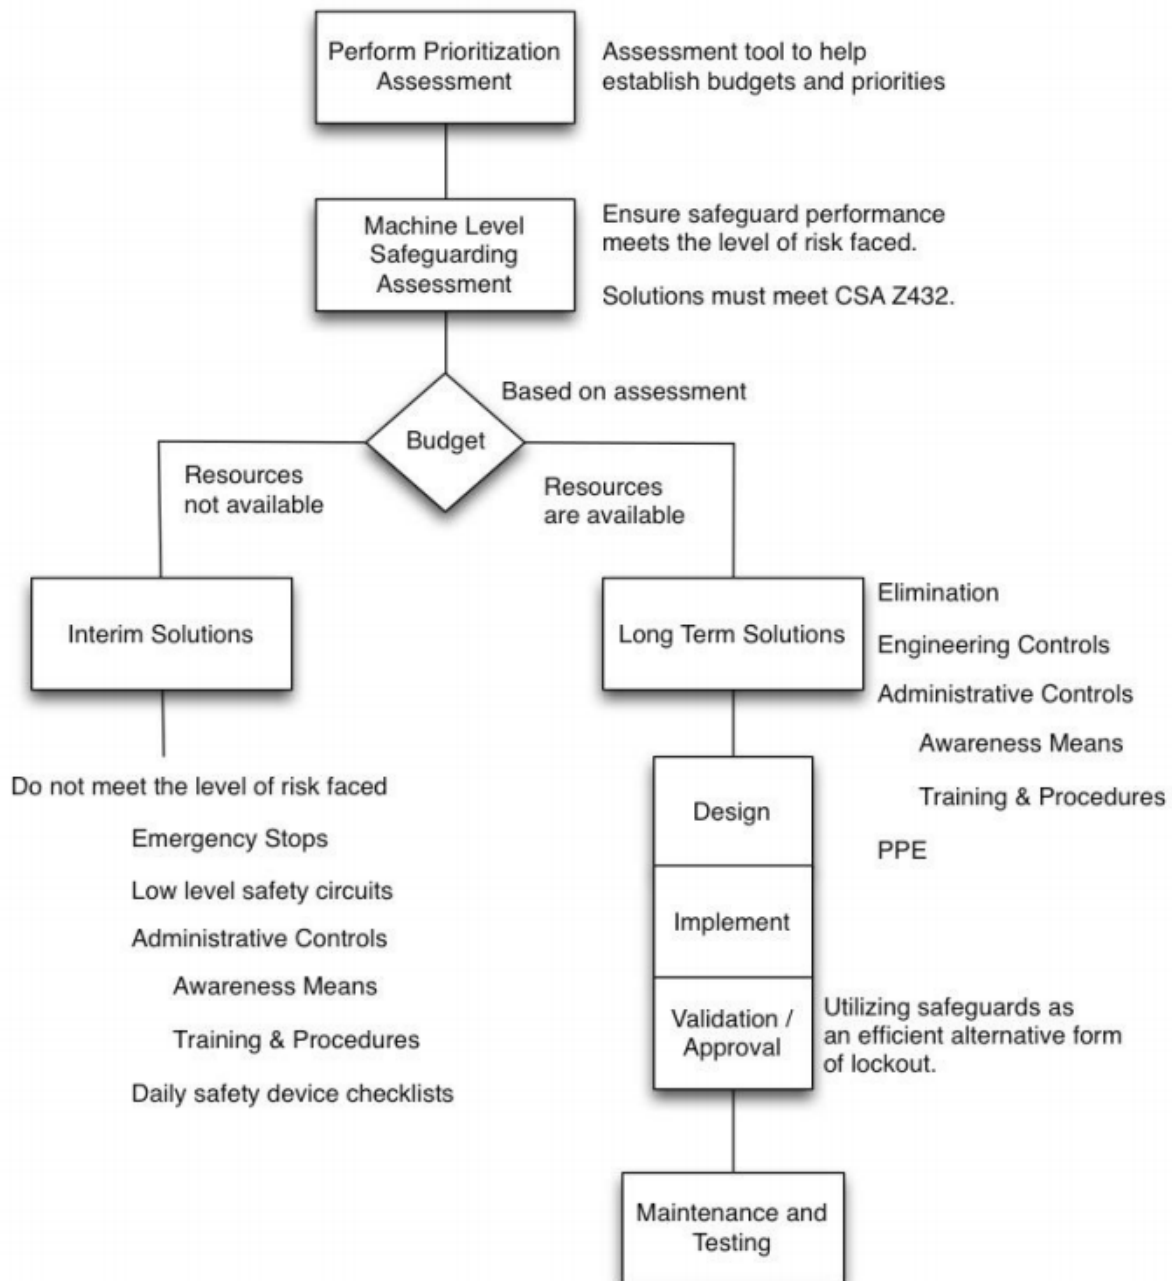 Perform Prioritization
Assessment
Assessment tool to help
establish budgets and priorities
Machine Level
Safeguarding
Assessment
Ensure safeguard performance
meets the level of risk faced.
Solutions must meet CSA Z432.
Based on assessment
Budget
Resources
not available
Resources
are available
Interim Solutions
Long Term Solutions
Elimination
Engineering Controls
Administrative Controls
Awareness Means
Training & Procedures
PPE
Do not meet the level of risk faced
Emergency Stops
Low level safety circuits
Administrative Controls
Awareness Means
Training & Procedures
Daily safety device checklists
Design
Implement
Validation /
Approval
Utilizing safeguards as
an efficient alternative form
of lockout.
Maintenance and
Testing